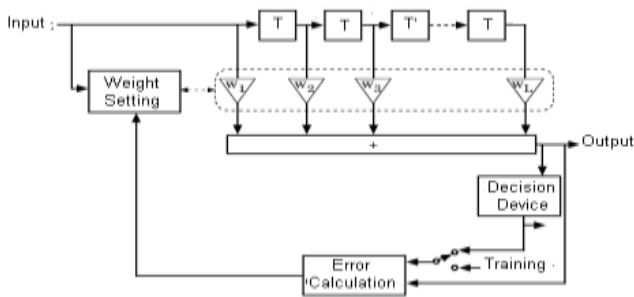 Input
T
T
T'
T
Weight
Setting
w1
w2
w3
wL
+
Output
Decision
Device
Training
Error
Calculation